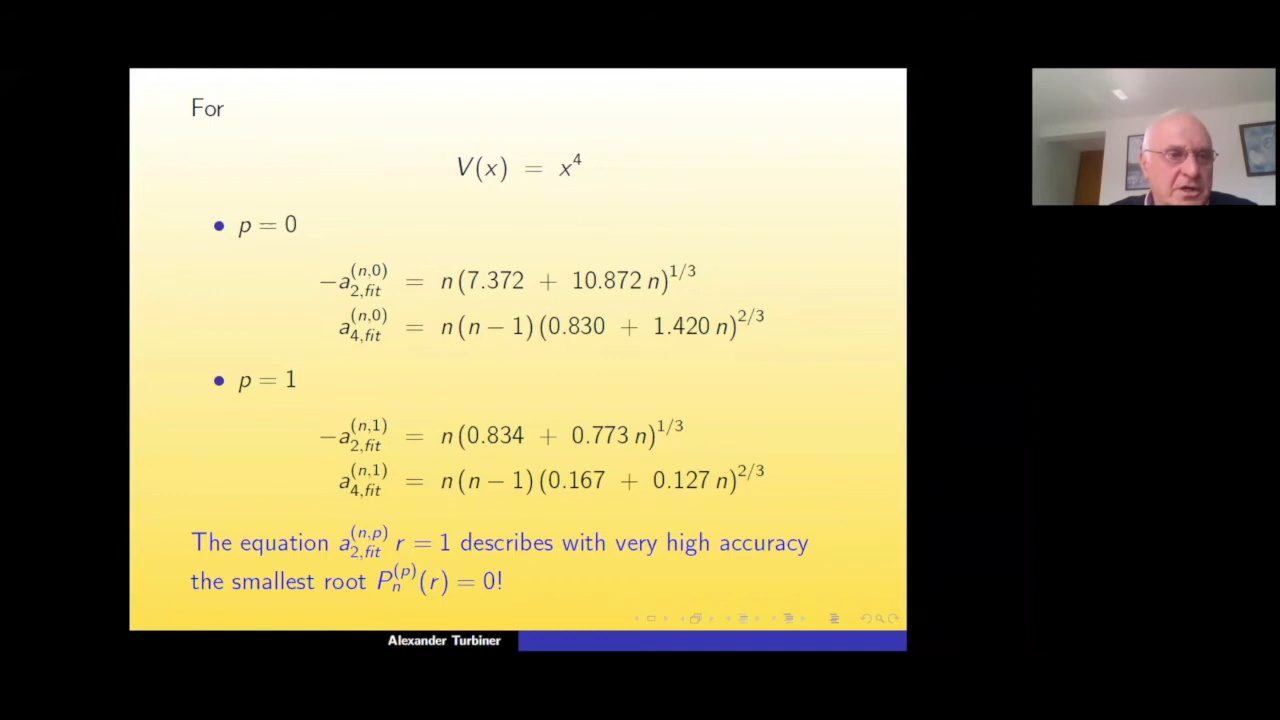 For
V(x) = x^4
• p = 0
−a_{2,fit}^{(n,0)} = n (7.372 + 10.872 n)^{1/3}
a_{4,fit}^{(n,0)} = n (n − 1) (0.830 + 1.420 n)^{2/3}
• p = 1
−a_{2,fit}^{(n,1)} = n (0.834 + 0.773 n)^{1/3}
a_{4,fit}^{(n,1)} = n (n − 1) (0.167 + 0.127 n)^{2/3}
The equation a_{2,fit}^{(n,p)} r = 1 describes with very high accuracy
the smallest root P_n^{(p)}(r) = 0!
Alexander Turbiner